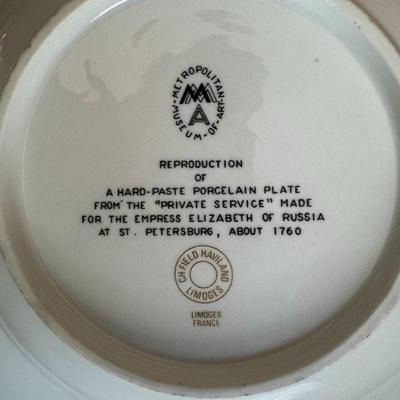 METROPOLITAN
MUSEUM-OF-ART
MMA
REPRODUCTION
OF
A HARD-PASTE PORCELAIN PLATE
FROM THE "PRIVATE SERVICE" MADE
FOR THE EMPRESS ELIZABETH OF RUSSIA
AT ST. PETERSBURG, ABOUT 1760
CH FIELD HAVILAND
LIMOGES
LIMOGES
FRANCE